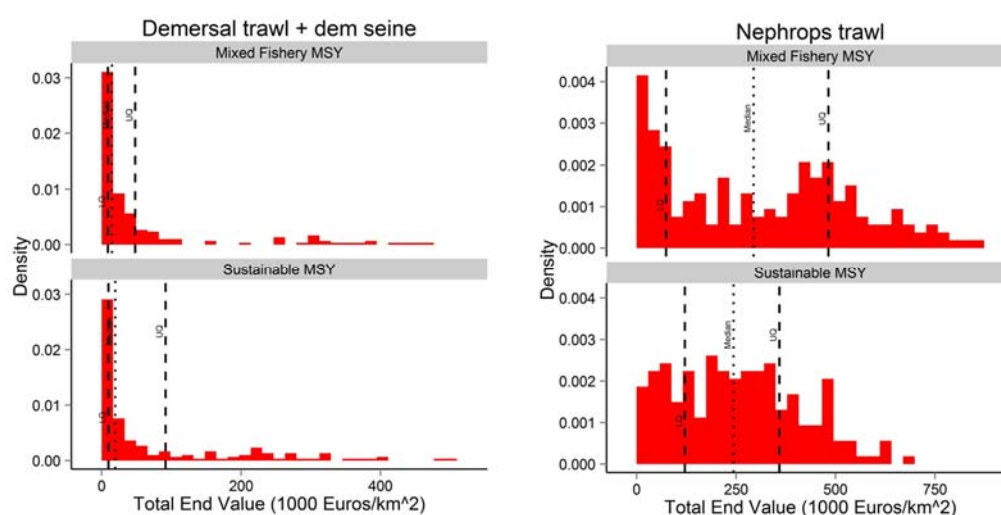 Demersal trawl + dem seine
Mixed Fishery MSY
0.03
0.02
0.01
0.00
LQ
UQ
Sustainable MSY
0.03
0.02
0.01
0.00
LQ
UQ
Density
0
200
400
Total End Value (1000 Euros/km^2)
Nephrops trawl
Mixed Fishery MSY
0.004
0.003
0.002
0.001
0.000
LQ
Median
UQ
Sustainable MSY
0.004
0.003
0.002
0.001
0.000
LQ
Median
UQ
Density
0
250
500
750
Total End Value (1000 Euros/km^2)